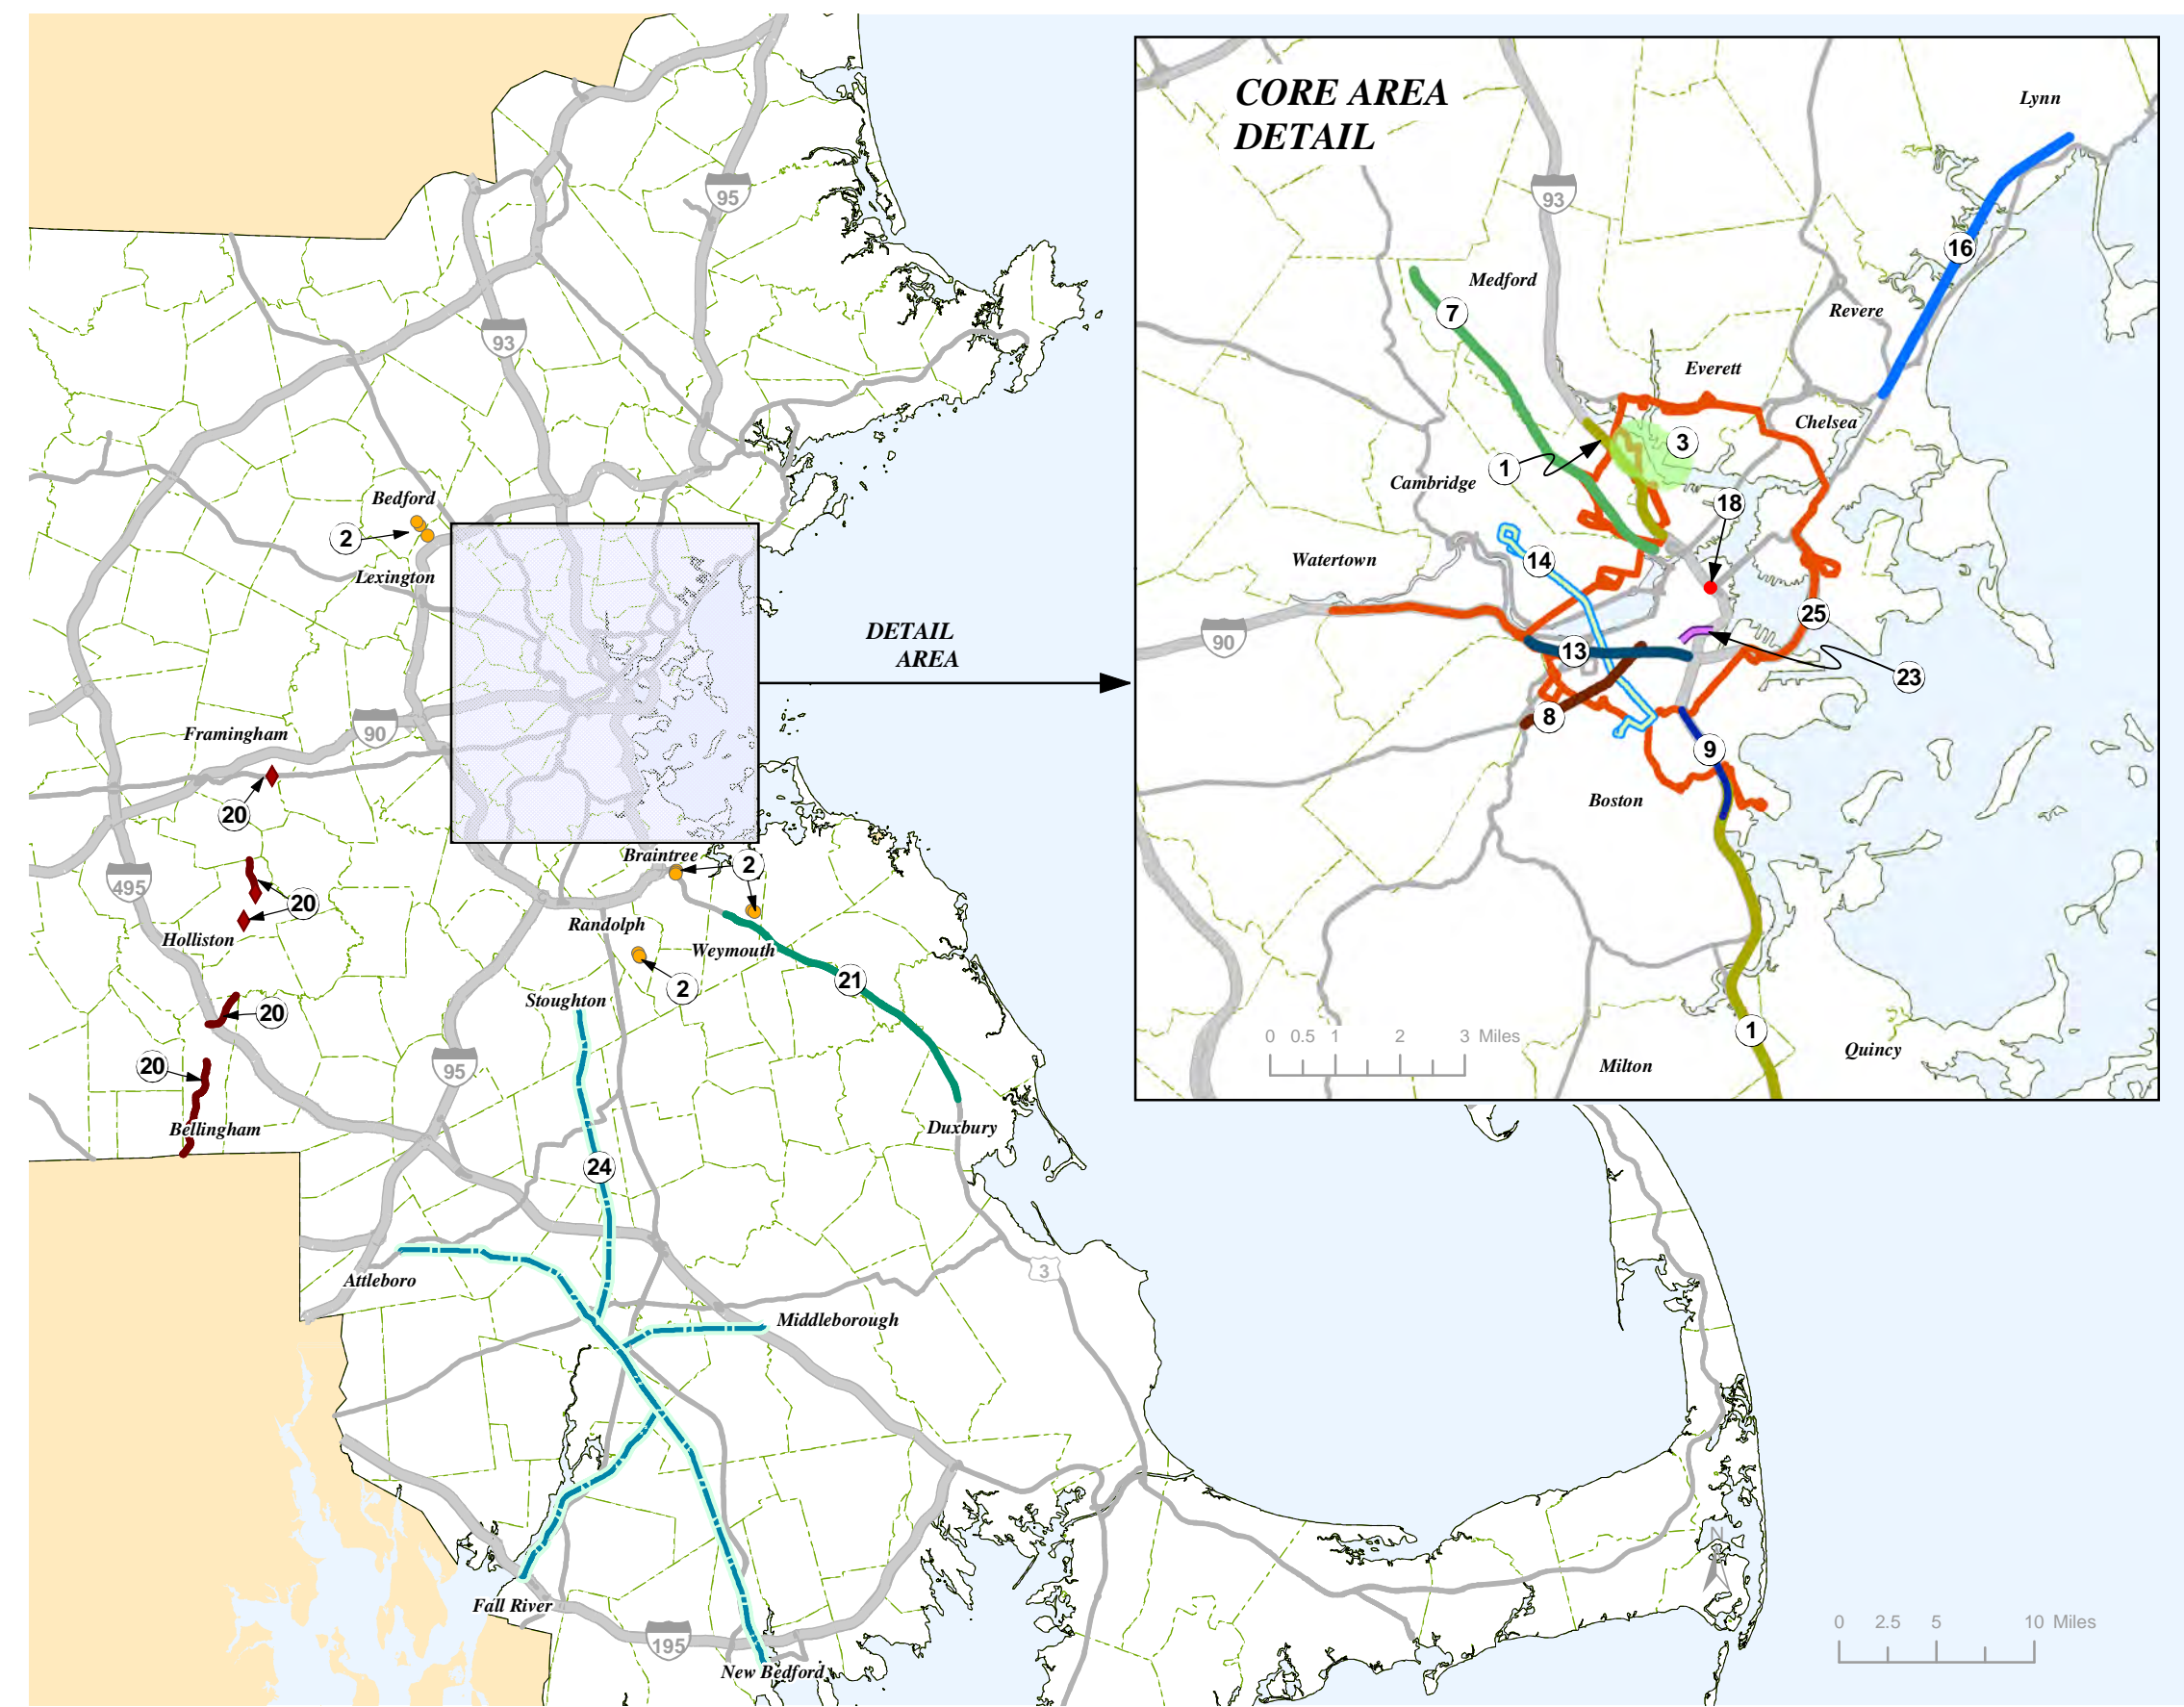 CORE AREA
DETAIL
Lynn
95
93
16
Medford
7
Revere
93
Everett
Chelsea
3
1
Cambridge
Bedford
2
18
Lexington
14
Watertown
25
DETAIL
AREA
90
13
23
8
9
Framingham
90
20
Boston
Braintree
2
495
20
Randolph
Holliston
Weymouth
21
2
Stoughton
20
0 0.5 1 2 3 Miles
1
Quincy
Milton
20
95
Bellingham
Duxbury
24
3
Attleboro
Middleborough
N
Fall River
195
0 2.5 5 10 Miles
New Bedford